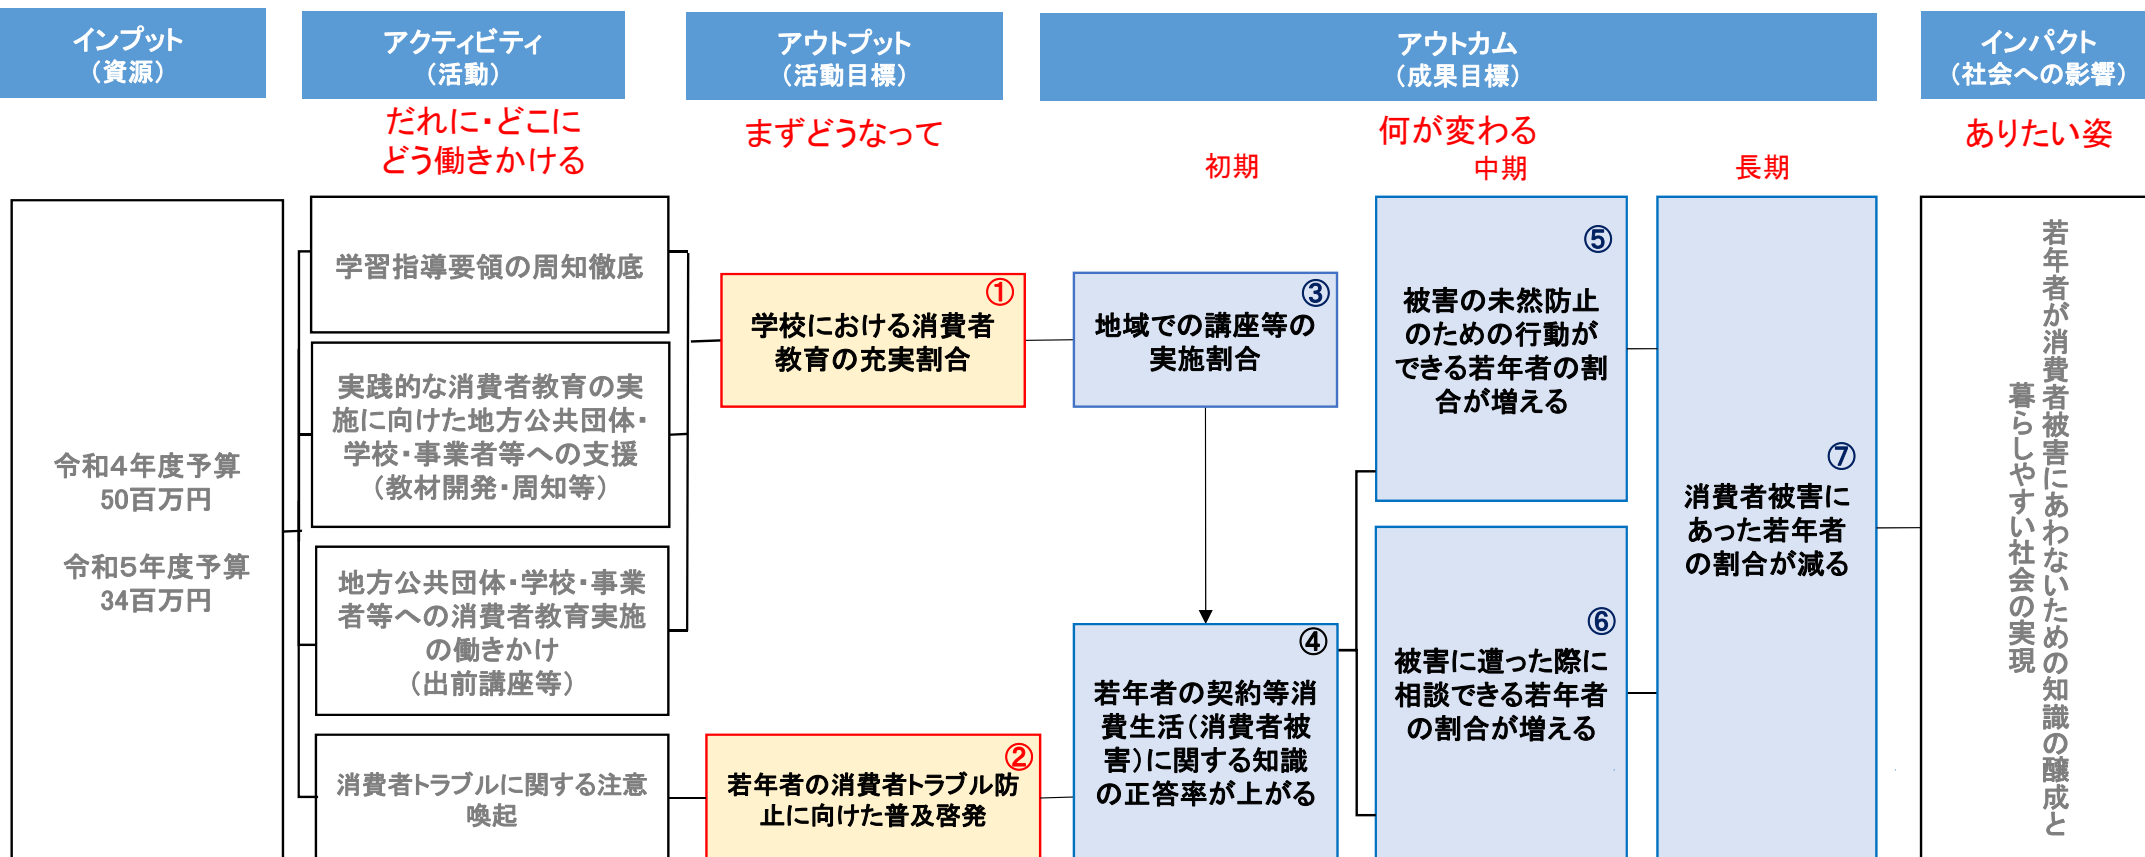 インプット
（資源）
アクティビティ
（活動）
アウトプット
（活動目標）
アウトカム
（成果目標）
インパクト
（社会への影響）
だれに・どこに
どう働きかける
まずどうなって
何が変わる
初期
中期
長期
ありたい姿
令和4年度予算
50百万円
令和5年度予算
34百万円
学習指導要領の周知徹底
実践的な消費者教育の実
施に向けた地方公共団体・
学校・事業者等への支援
（教材開発・周知等）
地方公共団体・学校・事業
者等への消費者教育実施
の働きかけ
（出前講座等）
消費者トラブルに関する注意
喚起
①
学校における消費者
教育の充実割合
②
若年者の消費者トラブル防
止に向けた普及啓発
③
地域での講座等の
実施割合
④
若年者の契約等消
費生活（消費者被
害）に関する知識
の正答率が上がる
⑤
被害の未然防止
のための行動が
できる若年者の割
合が増える
⑥
被害に遭った際に
相談できる若年者
の割合が増える
⑦
消費者被害に
あった若年者
の割合が減る
若年者が消費者被害にあわないための知識の醸成と
暮らしやすい社会の実現